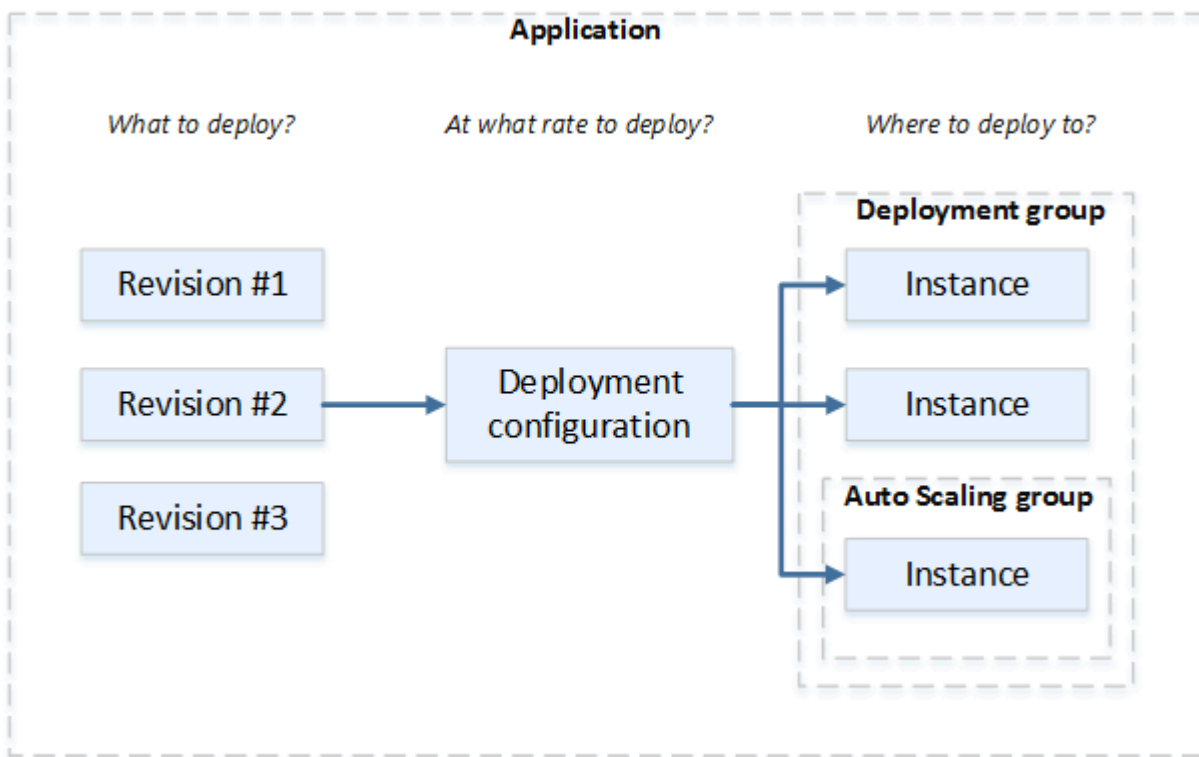 Application
What to deploy?
At what rate to deploy?
Where to deploy to?
Deployment group
Revision #1
Instance
Revision #2
Deployment
configuration
Instance
Auto Scaling group
Revision #3
Instance